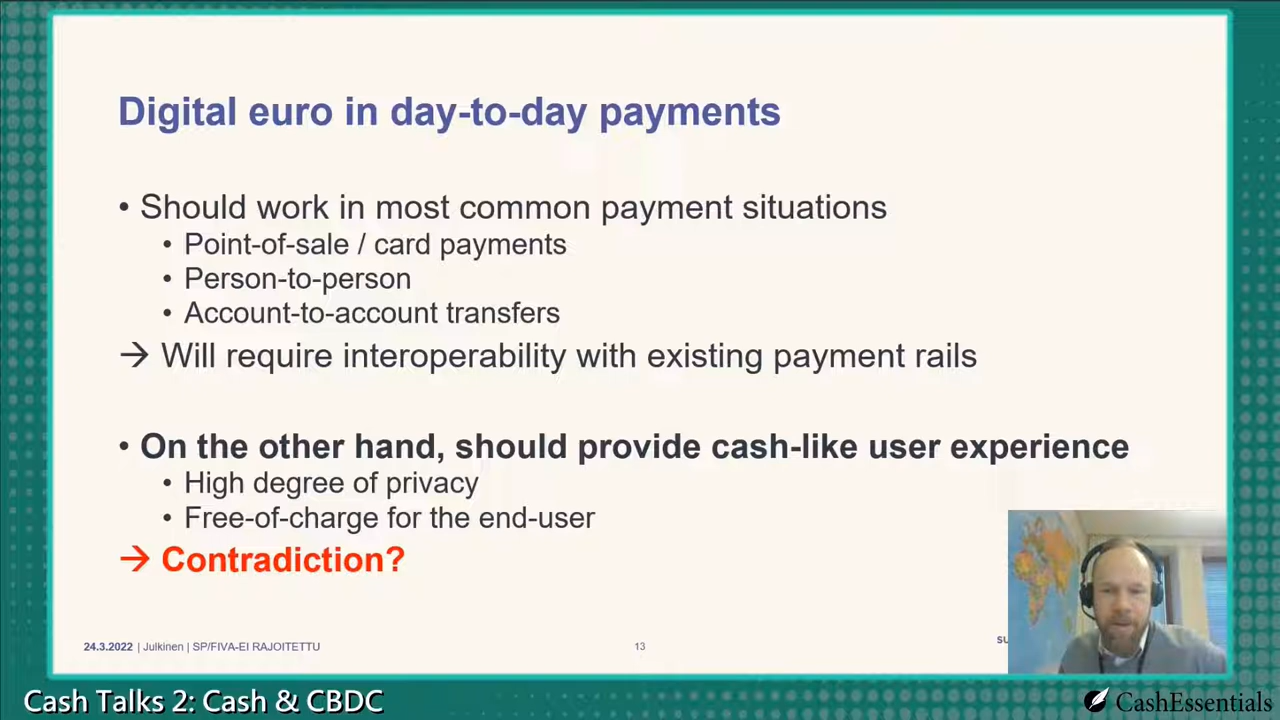 Digital euro in day-to-day payments
• Should work in most common payment situations
• Point-of-sale / card payments
• Person-to-person
• Account-to-account transfers
→ Will require interoperability with existing payment rails
• On the other hand, should provide cash-like user experience
• High degree of privacy
• Free-of-charge for the end-user
→ Contradiction?
24.3.2022 | Julkinen | SP/FIVA-EI RAJOITETTU
13
SU
Cash Talks 2: Cash & CBDC
CashEssentials